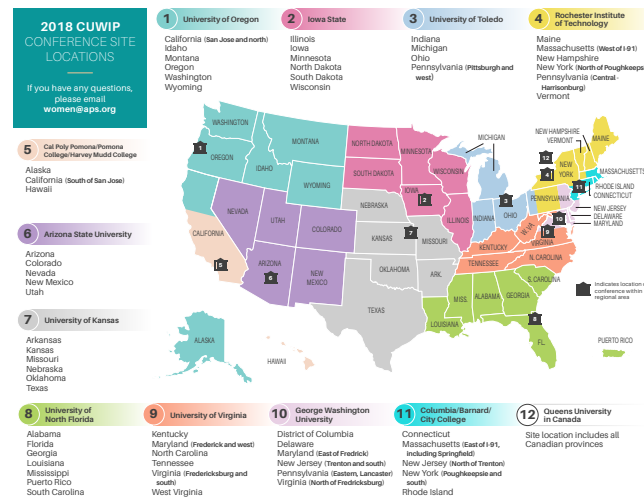 2018 CUWIP
CONFERENCE SITE
LOCATIONS
If you have any questions,
please email
women@aps.org
1 University of Oregon
California (San Jose and north)
Idaho
Montana
Oregon
Washington
Wyoming
2 Iowa State
Illinois
Iowa
Minnesota
North Dakota
South Dakota
Wisconsin
3 University of Toledo
Indiana
Michigan
Ohio
Pennsylvania (Pittsburgh and
west)
4 Rochester Institute
of Technology
Maine
Massachusetts (West of I-91)
New Hampshire
New York (North of Poughkeepsie)
Pennsylvania (Central -
Harrisonburg)
Vermont
5 Cal Poly Pomona/Pomona
College/Harvey Mudd College
Alaska
California (South of San Jose)
Hawaii
6 Arizona State University
Arizona
Colorado
Nevada
New Mexico
Utah
7 University of Kansas
Arkansas
Kansas
Missouri
Nebraska
Oklahoma
Texas
WASHINGTON
OREGON
IDAHO
MONTANA
WYOMING
NEVADA
UTAH
COLORADO
CALIFORNIA
ARIZONA
NEW
MEXICO
NORTH DAKOTA
SOUTH DAKOTA
MINNESOTA
WISCONSIN
IOWA
ILLINOIS
NEBRASKA
KANSAS
MISSOURI
OKLAHOMA
ARK.
TEXAS
MICHIGAN
INDIANA
OHIO
NEW HAMPSHIRE
VERMONT
MAINE
NEW
YORK
PENNSYLVANIA
MASSACHUSETTS
RHODE ISLAND
CONNECTICUT
NEW JERSEY
DELAWARE
MARYLAND
W. VA
VIRGINIA
KENTUCKY
TENNESSEE
N. CAROLINA
S. CAROLINA
MISS.
ALABAMA
GEORGIA
LOUISIANA
FL.
ALASKA
HAWAII
PUERTO RICO
1
2
3
4
5
6
7
8
9
10
11
12
Indicates location of
conference within
regional area
8 University of
North Florida
Alabama
Florida
Georgia
Louisiana
Mississippi
Puerto Rico
South Carolina
9 University of Virginia
Kentucky
Maryland (Frederick and west)
North Carolina
Tennessee
Virginia (Fredericksburg and
south)
West Virginia
10 George Washington
University
District of Columbia
Delaware
Maryland (East of Fredrick)
New Jersey (Trenton and south)
Pennsylvania (Eastern, Lancaster)
Virginia (North of Fredricksburg)
11 Columbia/Barnard/
City College
Connecticut
Massachusetts (East of I-91,
including Springfield)
New Jersey (North of Trenton)
New York (Poughkeepsie and
south)
Rhode Island
12 Queens University
in Canada
Site location includes all
Canadian provinces